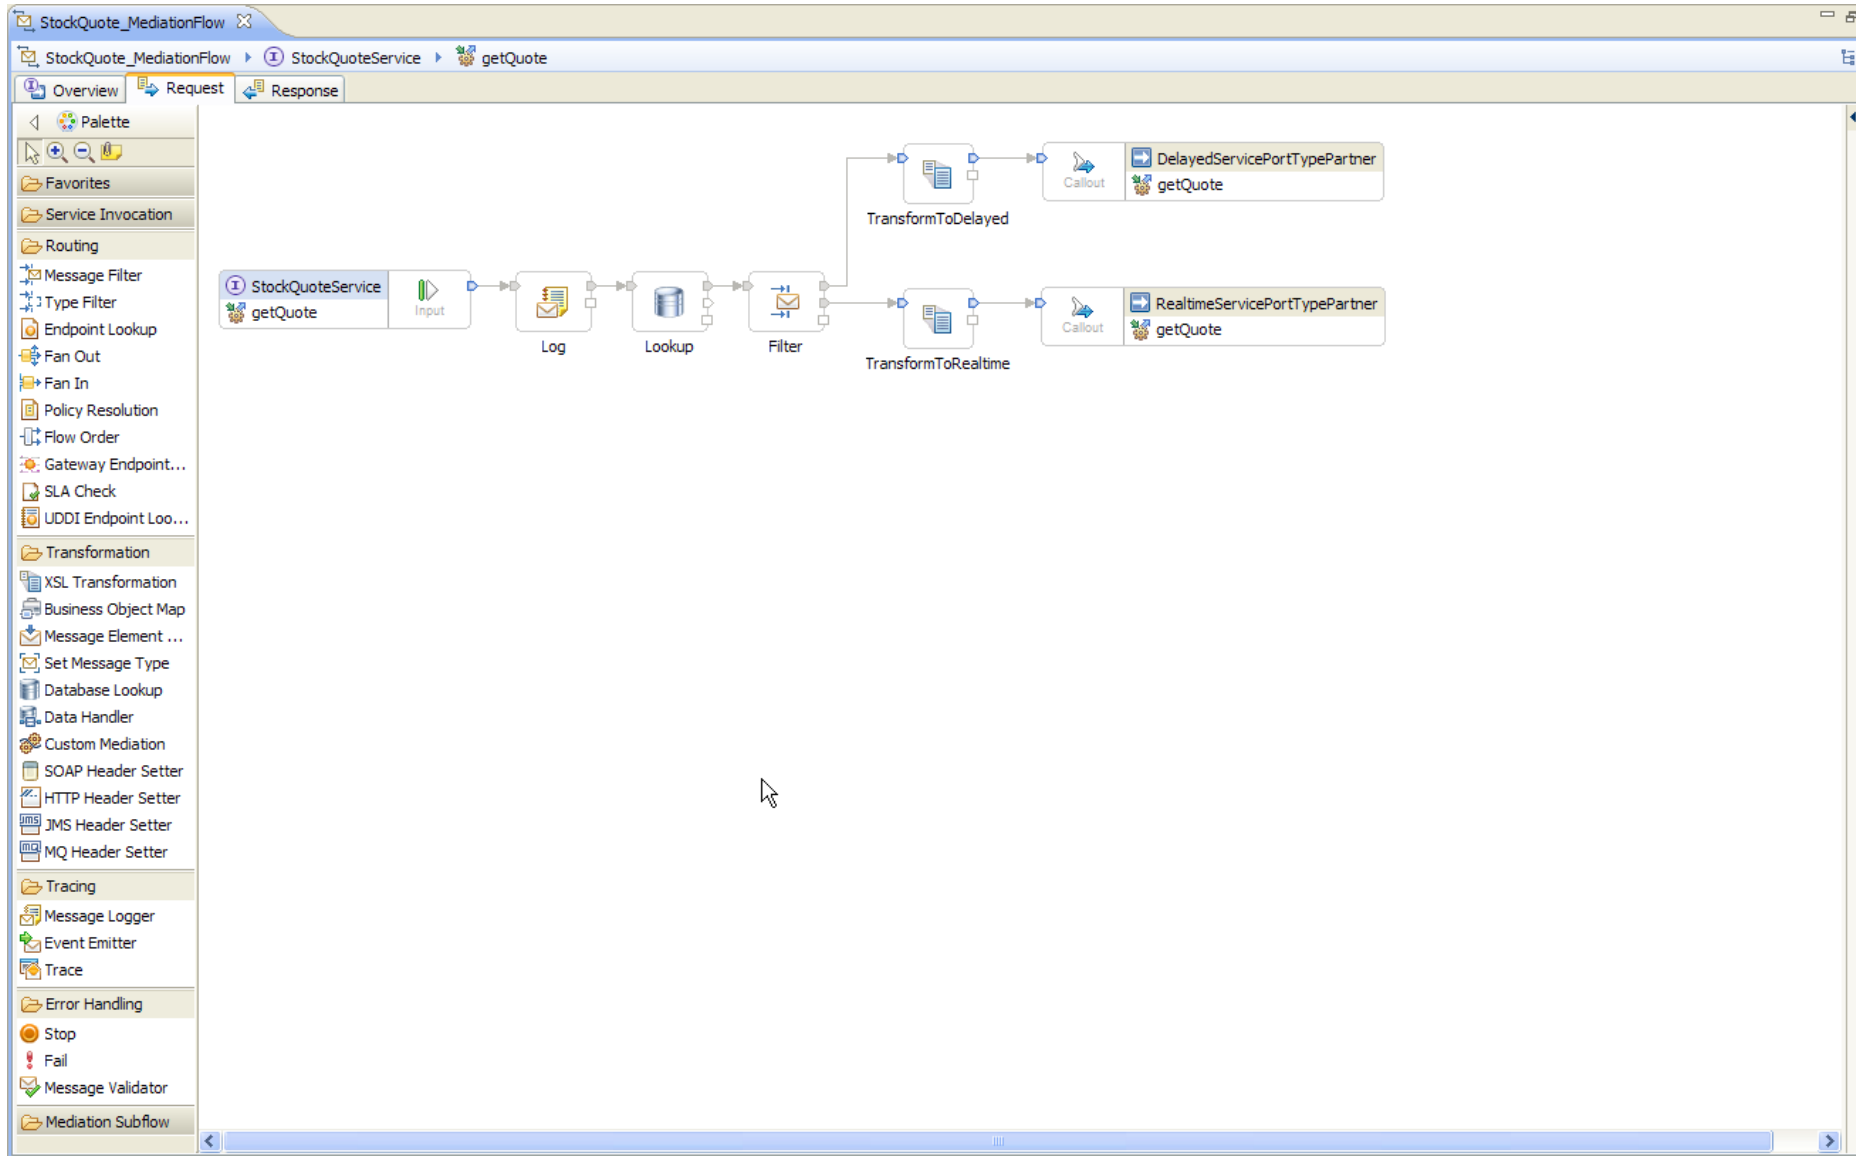 StockQuote_MediationFlow
StockQuote_MediationFlow StockQuoteService getQuote
Overview Request Response
Palette
Favorites
Service Invocation
Routing
Message Filter
Type Filter
Endpoint Lookup
Fan Out
Fan In
Policy Resolution
Flow Order
Gateway Endpoint...
SLA Check
UDDI Endpoint Loo...
Transformation
XSL Transformation
Business Object Map
Message Element ...
Set Message Type
Database Lookup
Data Handler
Custom Mediation
SOAP Header Setter
HTTP Header Setter
JMS Header Setter
MQ Header Setter
Tracing
Message Logger
Event Emitter
Trace
Error Handling
Stop
Fail
Message Validator
Mediation Subflow
StockQuoteService
getQuote
Input
Log
Lookup
Filter
TransformToDelayed
Callout
DelayedServicePortTypePartner
getQuote
TransformToRealtime
Callout
RealtimeServicePortTypePartner
getQuote